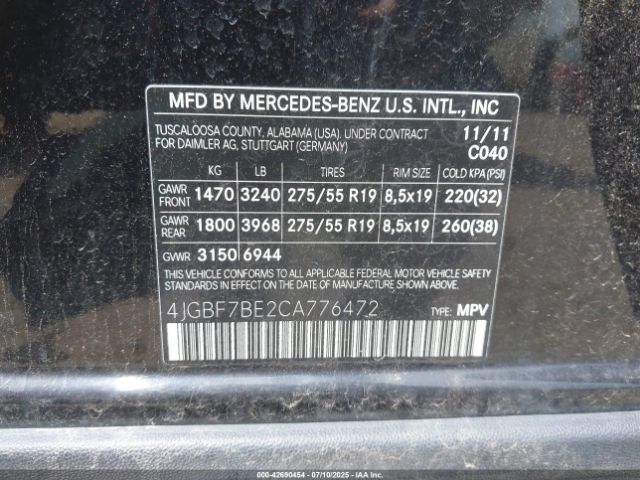 MFD BY MERCEDES-BENZ U.S. INTL., INC
TUSCALOOSA COUNTY, ALABAMA (USA). UNDER CONTRACT 11/11
FOR DAIMLER AG, STUTTGART (GERMANY) C040
KG LB TIRES RIM SIZE COLD KPA (PSI)
GAWR FRONT 1470 3240 275/55 R19 8,5x19 220(32)
GAWR REAR 1800 3968 275/55 R19 8,5x19 260(38)
GVWR 3150 6944
THIS VEHICLE CONFORMS TO ALL APPLICABLE FEDERAL MOTOR VEHICLE SAFETY
STANDARDS IN EFFECT ON THE DATE OF MANUFACTURE SHOWN ABOVE.
4JGBF7BE2CA776472 TYPE: MPV
000-42690454 | 07/10/2025 | IAAI.COM